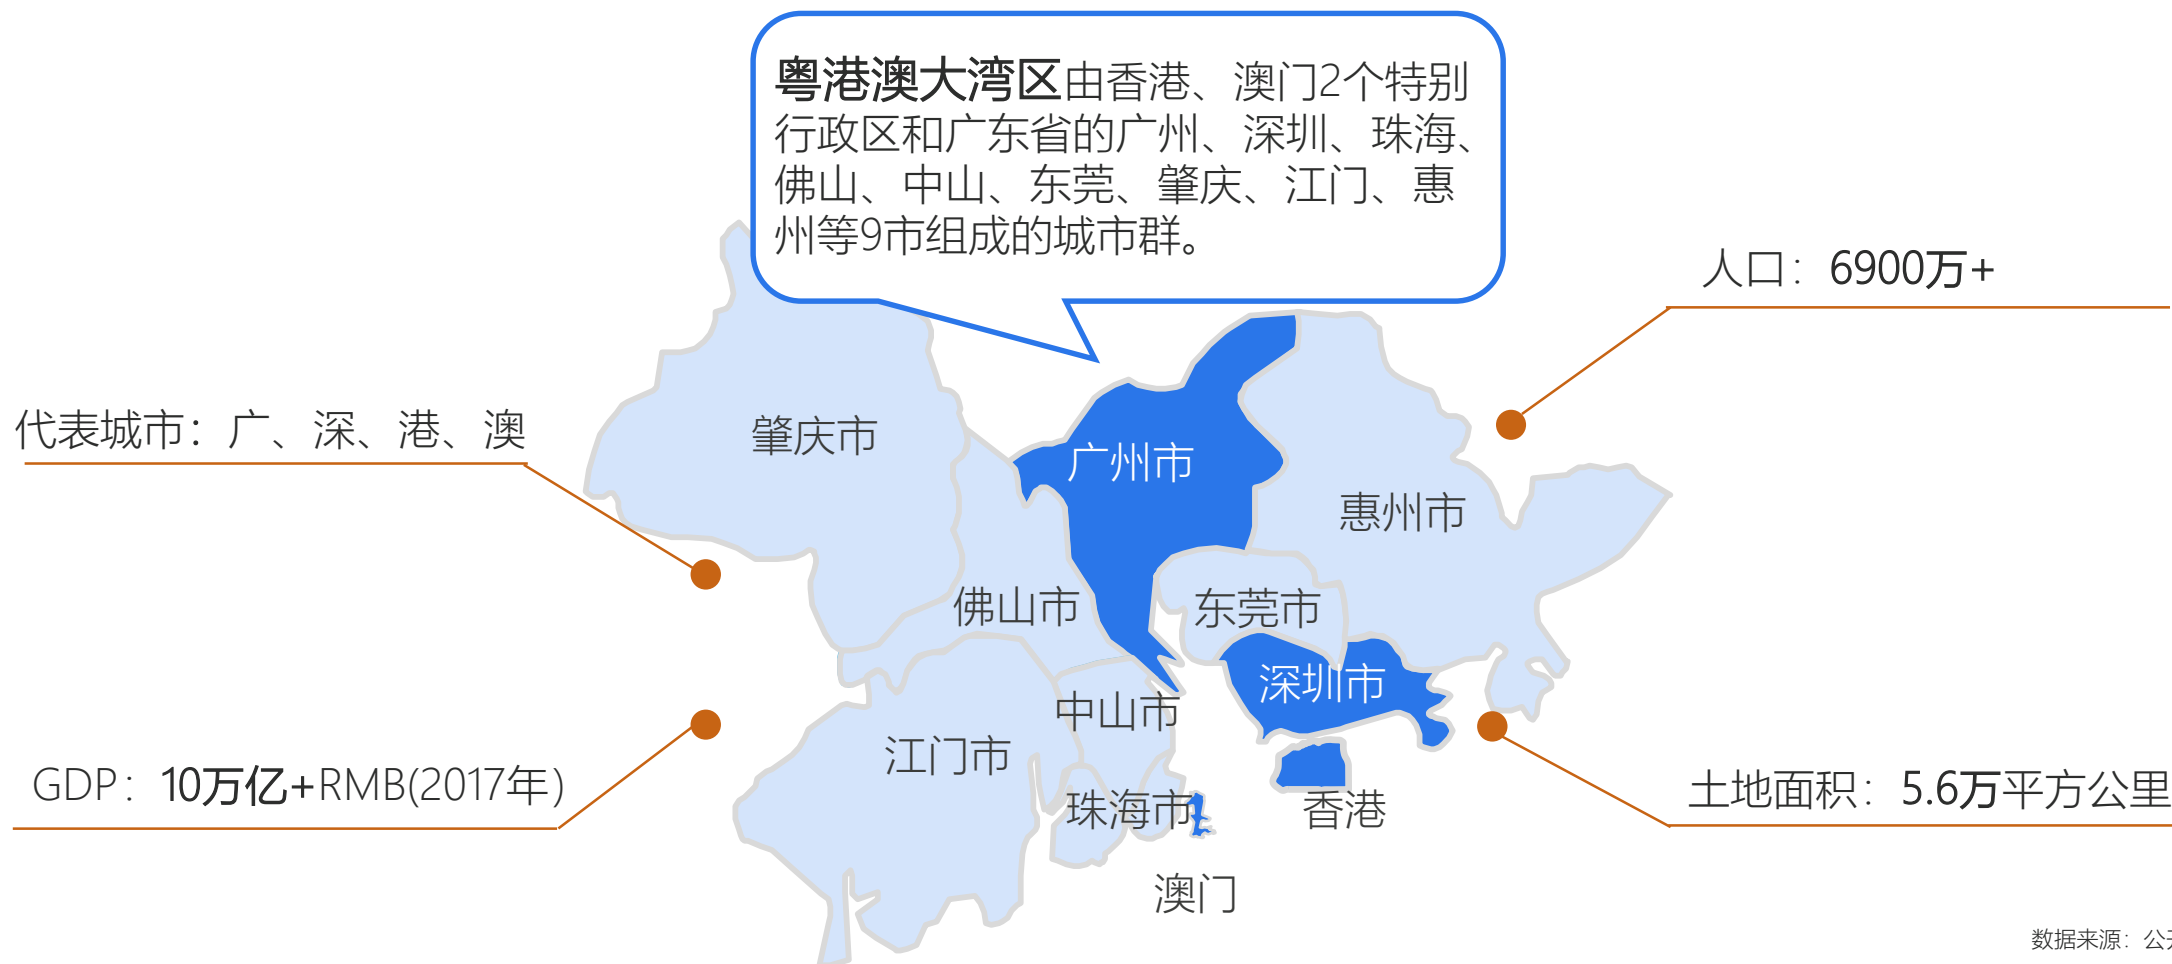 粤港澳大湾区由香港、澳门2个特别
行政区和广东省的广州、深圳、珠海、
佛山、中山、东莞、肇庆、江门、惠
州等9市组成的城市群。
人口：6900万+
代表城市：广、深、港、澳
肇庆市
广州市
惠州市
佛山市
东莞市
深圳市
中山市
江门市
GDP：10万亿+RMB(2017年)
土地面积：5.6万平方公里
珠海市
香港
澳门
数据来源：公